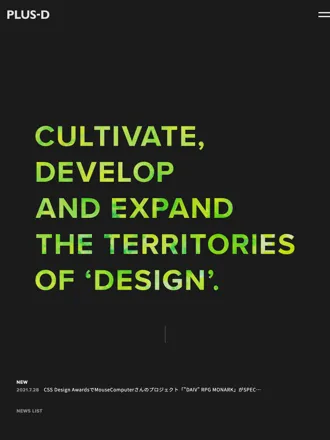 PLUS-D
CULTIVATE,
DEVELOP
AND EXPAND
THE TERRITORIES
OF ‘DESIGN’.
NEW
2021.7.28 CSS Design AwardsでMouseComputerさんのプロジェクト「"DAIV" RPG MONARK」がSPEC…
NEWS LIST